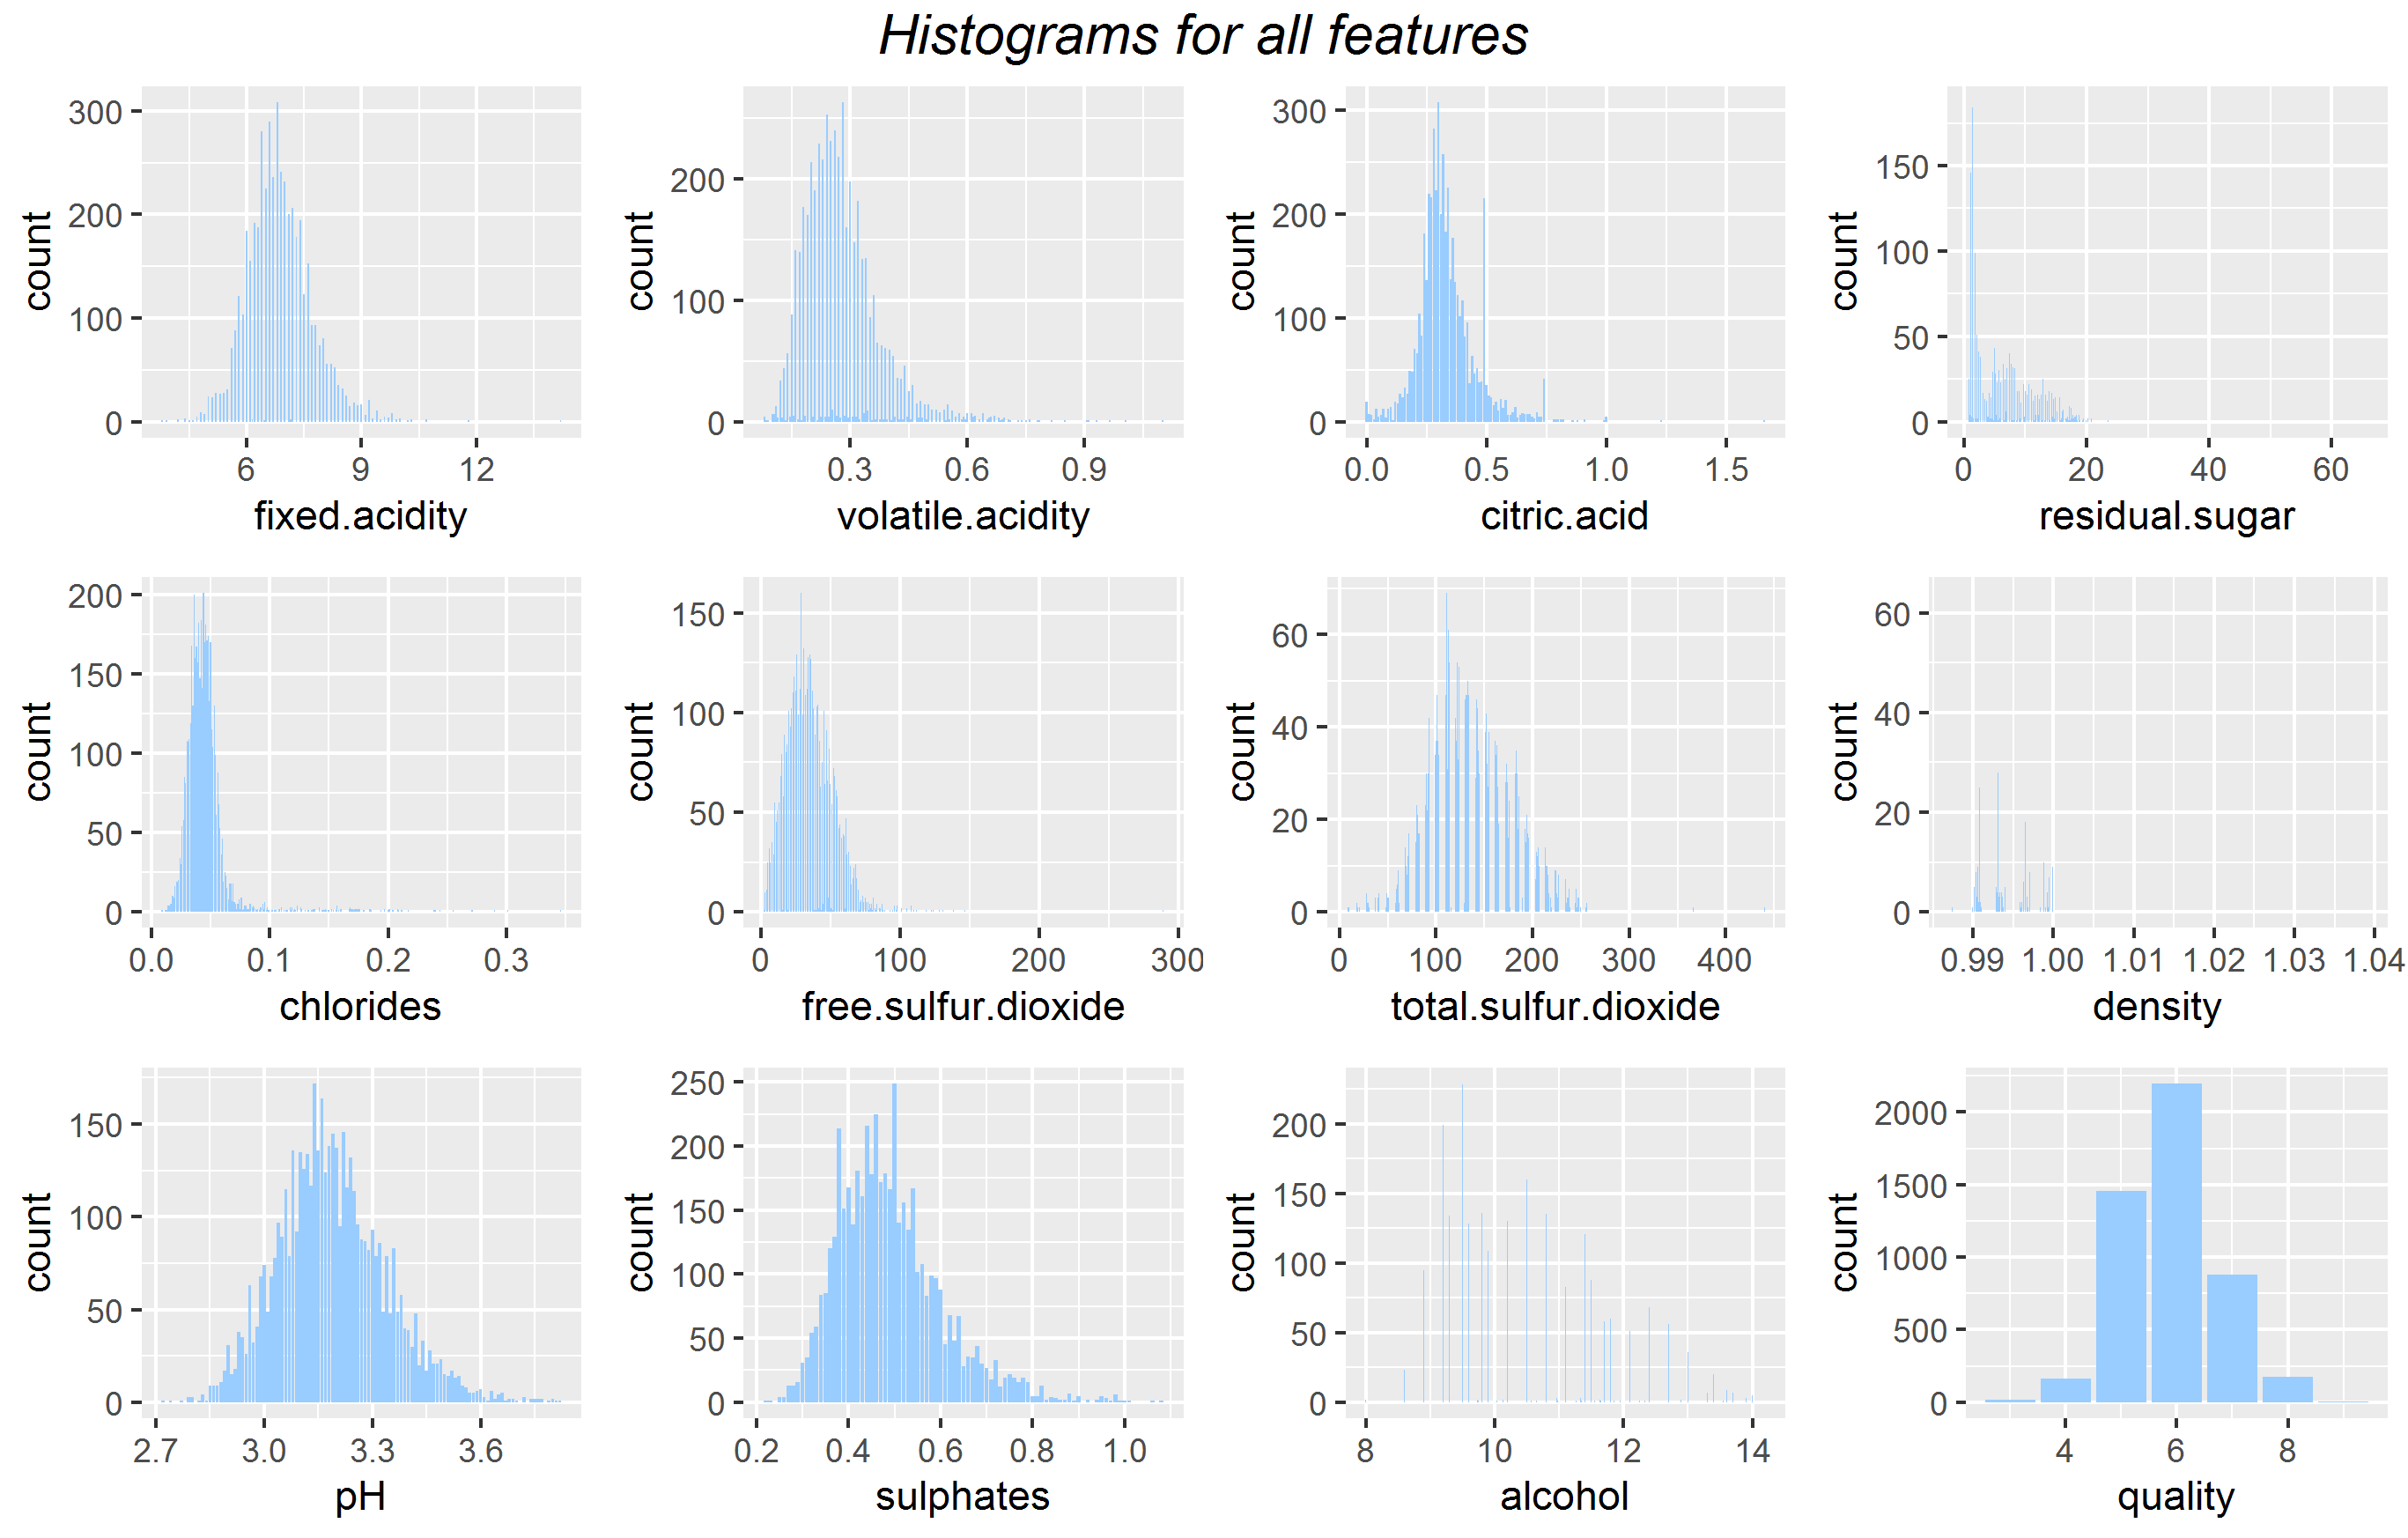 Histograms for all features
300
200
100
0
count
6 9 12
fixed.acidity
200
100
0
count
0.3 0.6 0.9
volatile.acidity
300
200
100
0
count
0.0 0.5 1.0 1.5
citric.acid
150
100
50
0
count
0 20 40 60
residual.sugar
200
150
100
50
0
count
0.0 0.1 0.2 0.3
chlorides
150
100
50
0
count
0 100 200 300
free.sulfur.dioxide
60
40
20
0
count
0 100 200 300 400
total.sulfur.dioxide
60
40
20
0
count
0.99 1.00 1.01 1.02 1.03 1.04
density
150
100
50
0
count
2.7 3.0 3.3 3.6
pH
250
200
150
100
50
0
count
0.2 0.4 0.6 0.8 1.0
sulphates
200
150
100
50
0
count
8 10 12 14
alcohol
2000
1500
1000
500
0
count
4 6 8
quality